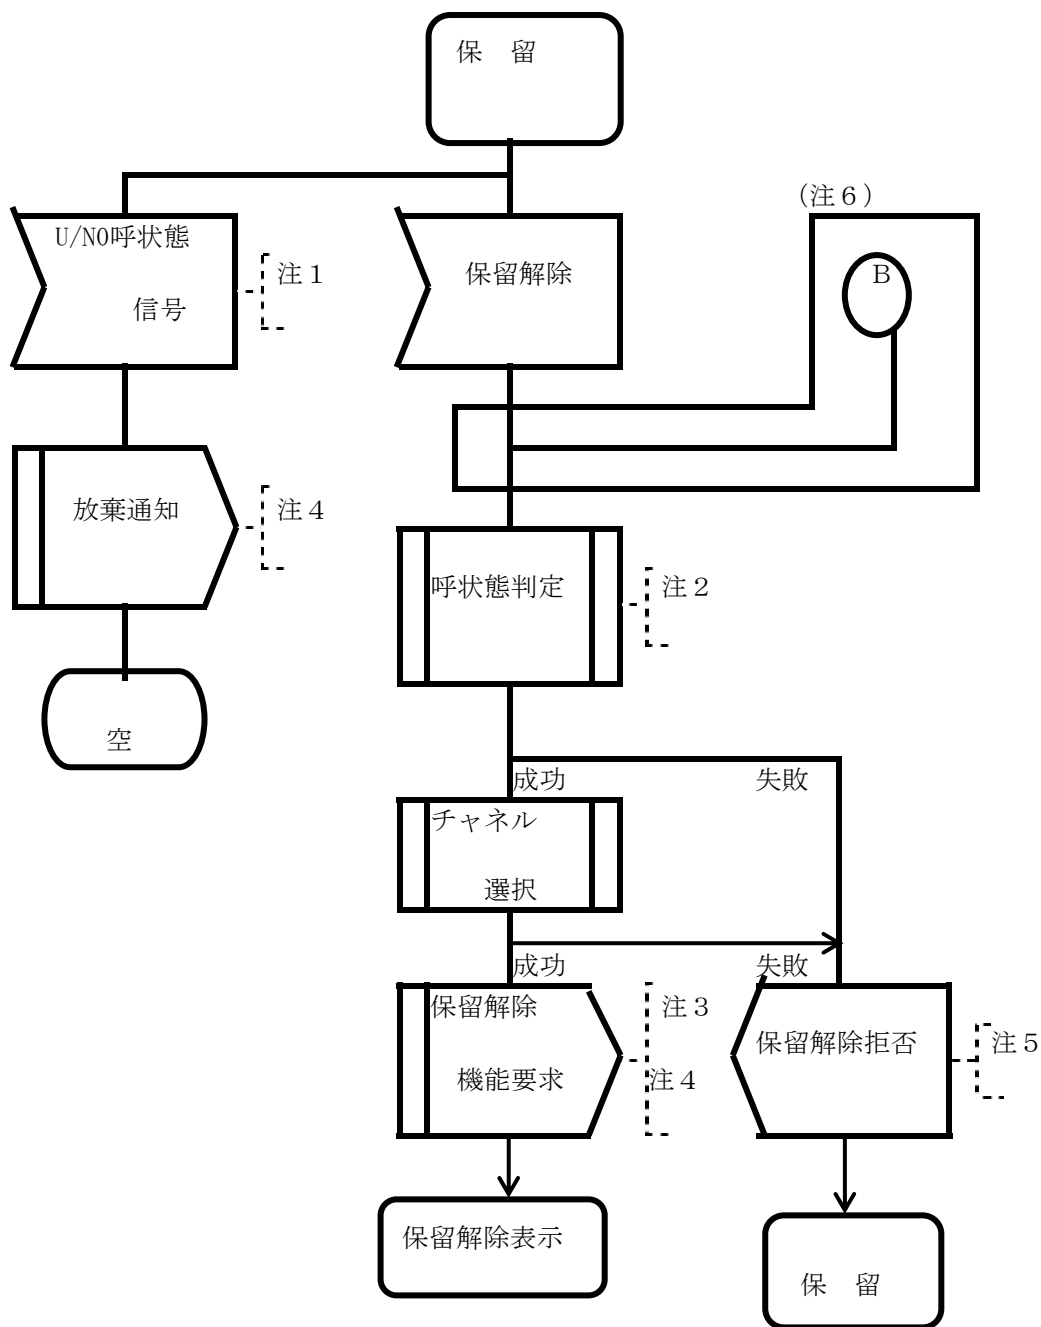 保　留
(注６)
U/N0呼状態
信号
注１
保留解除
B
放棄通知
注４
呼状態判定
注２
空
成功
失敗
チャネル
選択
成功
失敗
保留解除
機能要求
注３
注４
保留解除拒否
注５
保留解除表示
保　留